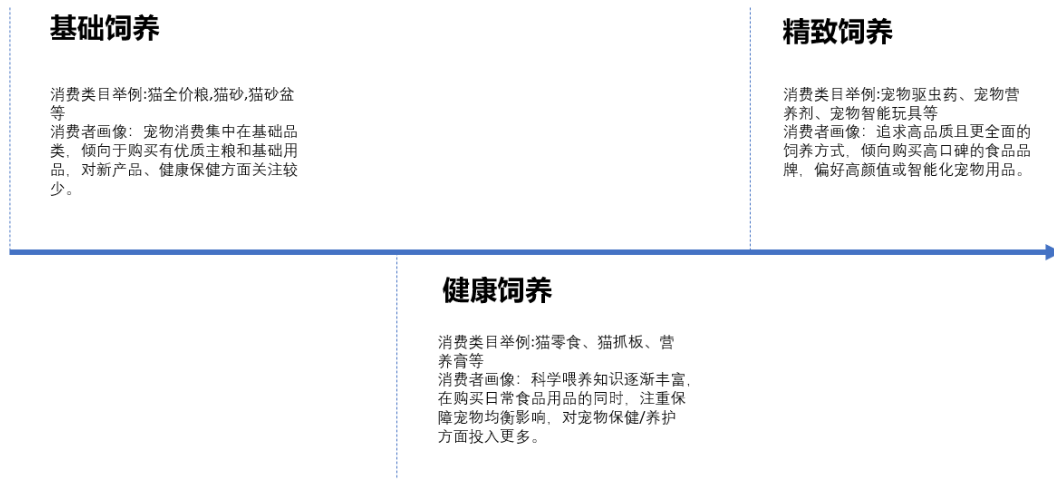 基础饲养
消费类目举例:猫全价粮,猫砂,猫砂盆
等
消费者画像：宠物消费集中在基础品
类，倾向于购买有优质主粮和基础用
品，对新产品、健康保健方面关注较
少。
精致饲养
消费类目举例:宠物驱虫药、宠物营
养剂、宠物智能玩具等
消费者画像：追求高品质且更全面的
饲养方式，倾向购买高口碑的食品品
牌，偏好高颜值或智能化宠物用品。
健康饲养
消费类目举例:猫零食、猫抓板、营
养膏等
消费者画像：科学喂养知识逐渐丰富，
在购买日常食品用品的同时，注重保
障宠物均衡影响，对宠物保健/养护
方面投入更多。